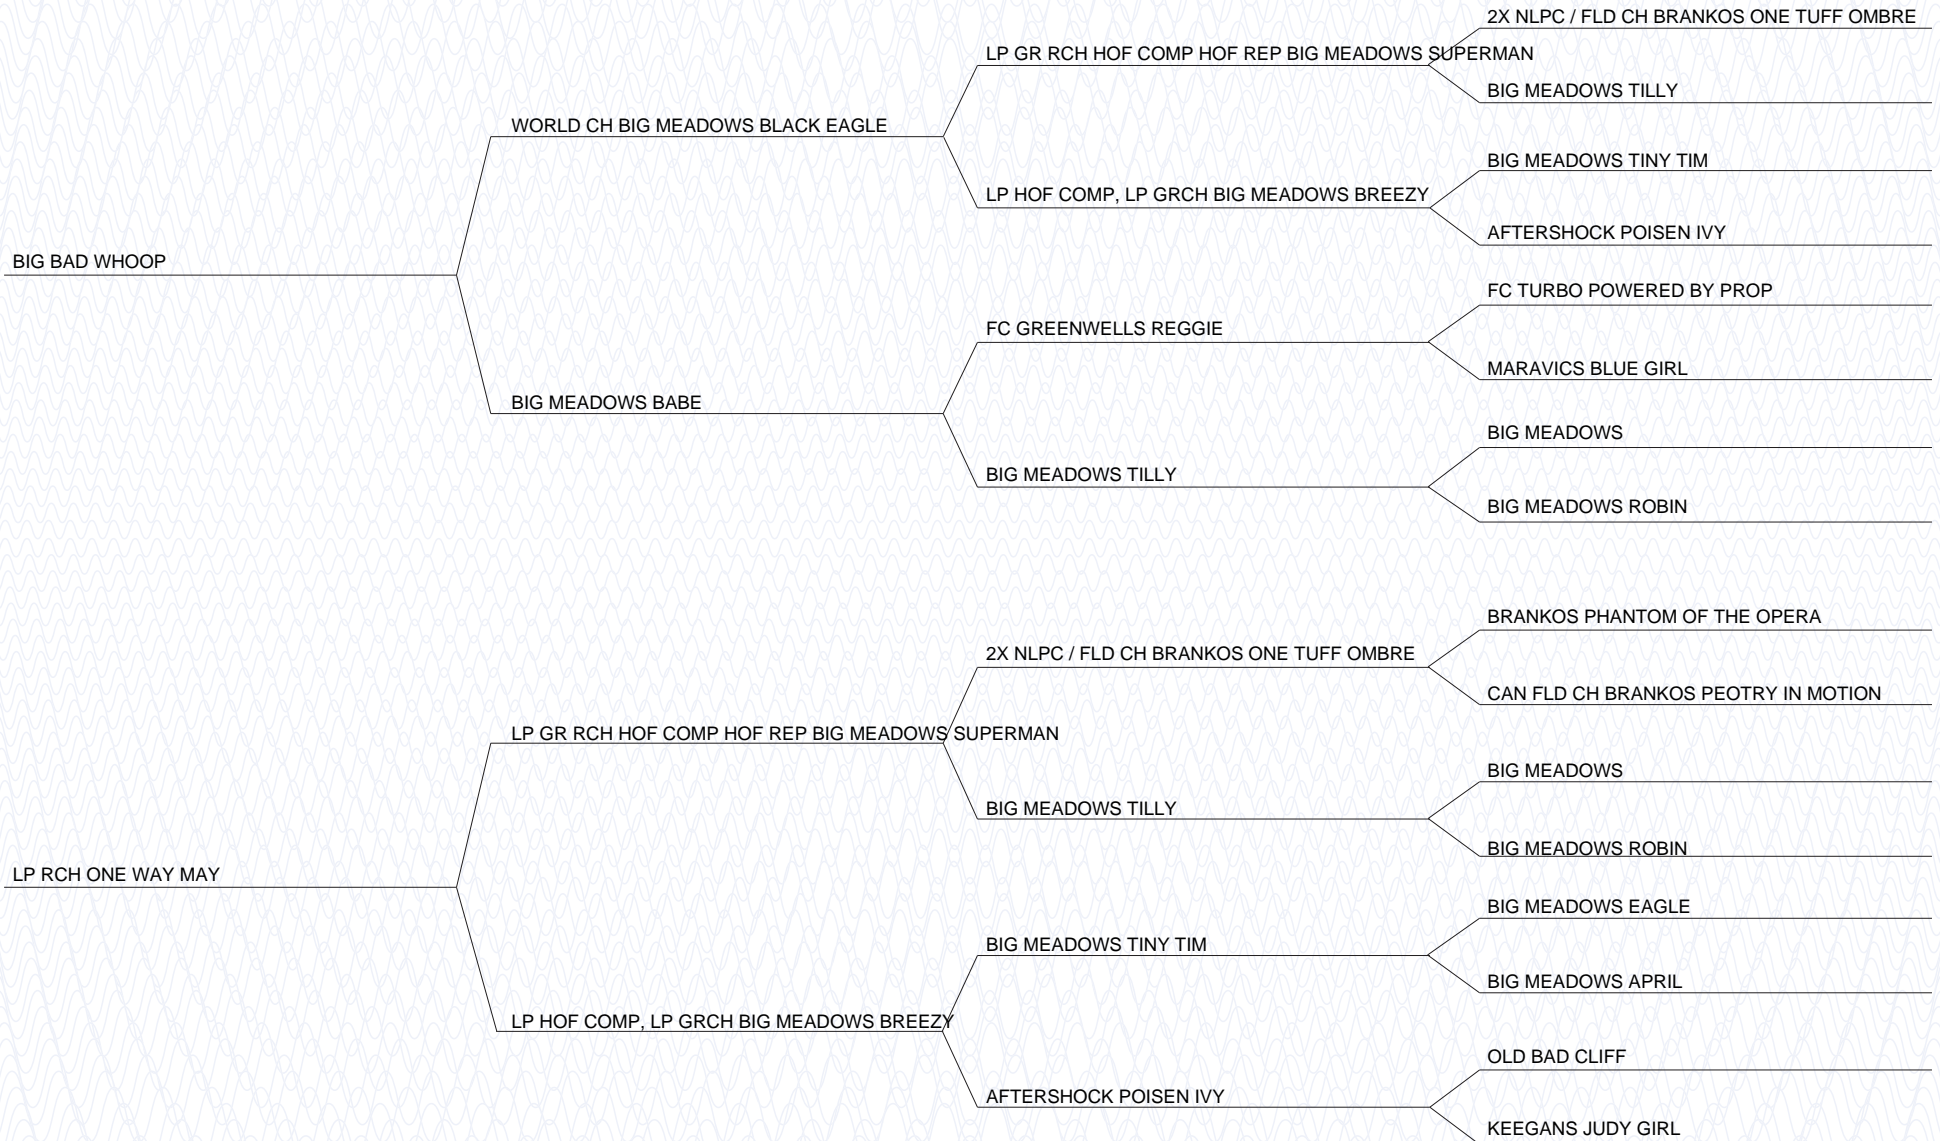 2X NLPC / FLD CH BRANKOS ONE TUFF OMBRE
LP GR RCH HOF COMP HOF REP BIG MEADOWS SUPERMAN
BIG MEADOWS TILLY
WORLD CH BIG MEADOWS BLACK EAGLE
BIG MEADOWS TINY TIM
LP HOF COMP, LP GRCH BIG MEADOWS BREEZY
AFTERSHOCK POISEN IVY
BIG BAD WHOOP
FC TURBO POWERED BY PROP
FC GREENWELLS REGGIE
MARAVICS BLUE GIRL
BIG MEADOWS BABE
BIG MEADOWS
BIG MEADOWS TILLY
BIG MEADOWS ROBIN
BRANKOS PHANTOM OF THE OPERA
2X NLPC / FLD CH BRANKOS ONE TUFF OMBRE
CAN FLD CH BRANKOS PEOTRY IN MOTION
LP GR RCH HOF COMP HOF REP BIG MEADOWS SUPERMAN
BIG MEADOWS
BIG MEADOWS TILLY
BIG MEADOWS ROBIN
LP RCH ONE WAY MAY
BIG MEADOWS EAGLE
BIG MEADOWS TINY TIM
BIG MEADOWS APRIL
LP HOF COMP, LP GRCH BIG MEADOWS BREEZY
OLD BAD CLIFF
AFTERSHOCK POISEN IVY
KEEGANS JUDY GIRL